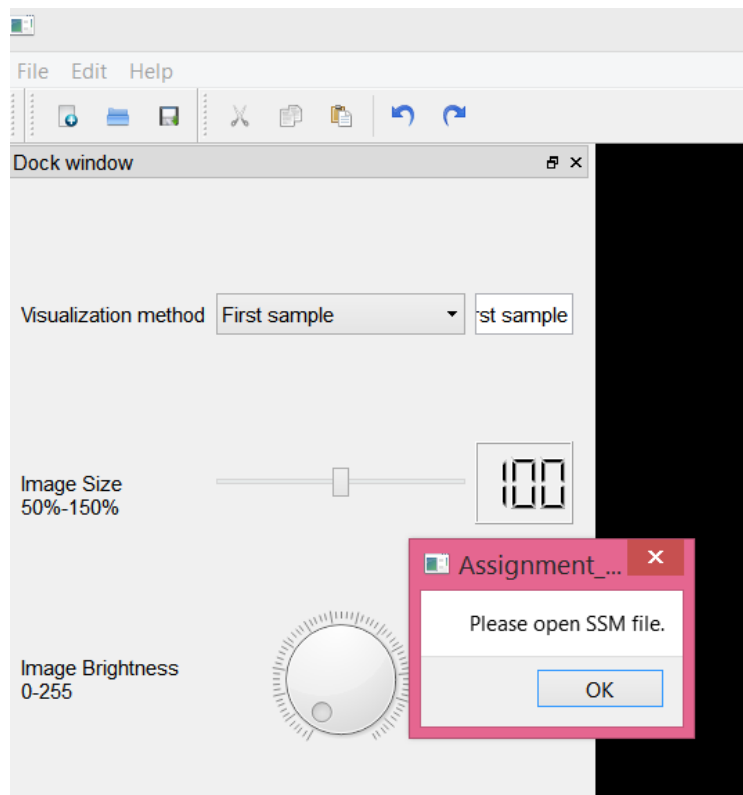 File Edit Help
Dock window
Visualization method First sample rst sample
Image Size
50%-150%
100
Assignment_...
Please open SSM file.
OK
Image Brightness
0-255